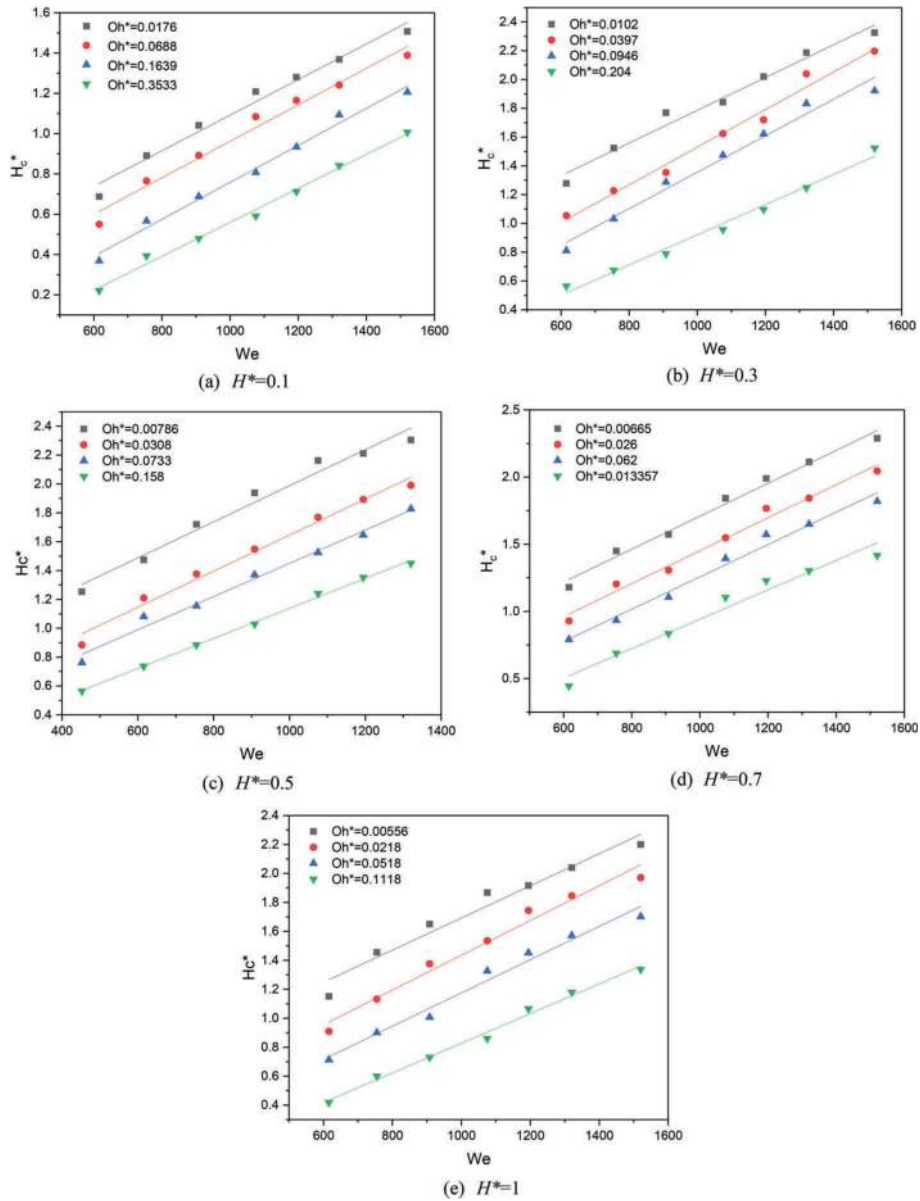 Oh*=0.0176
Oh*=0.0688
Oh*=0.1639
Oh*=0.3533
1.6
1.4
1.2
1.0
0.8
0.6
0.4
0.2
Hc*
600 800 1000 1200 1400 1600
We
(a) H*=0.1
Oh*=0.0102
Oh*=0.0397
Oh*=0.0946
Oh*=0.204
2.4
2.2
2.0
1.8
1.6
1.4
1.2
1.0
0.8
0.6
0.4
Hc*
600 800 1000 1200 1400 1600
We
(b) H*=0.3
Oh*=0.00786
Oh*=0.0308
Oh*=0.0733
Oh*=0.158
2.4
2.2
2.0
1.8
1.6
1.4
1.2
1.0
0.8
0.6
0.4
Hc*
400 600 800 1000 1200 1400
We
(c) H*=0.5
Oh*=0.00665
Oh*=0.026
Oh*=0.062
Oh*=0.013357
2.5
2.0
1.5
1.0
0.5
Hc*
600 800 1000 1200 1400 1600
We
(d) H*=0.7
Oh*=0.00556
Oh*=0.0218
Oh*=0.0518
Oh*=0.1118
2.4
2.2
2.0
1.8
1.6
1.4
1.2
1.0
0.8
0.6
0.4
Hc*
600 800 1000 1200 1400 1600
We
(e) H*=1